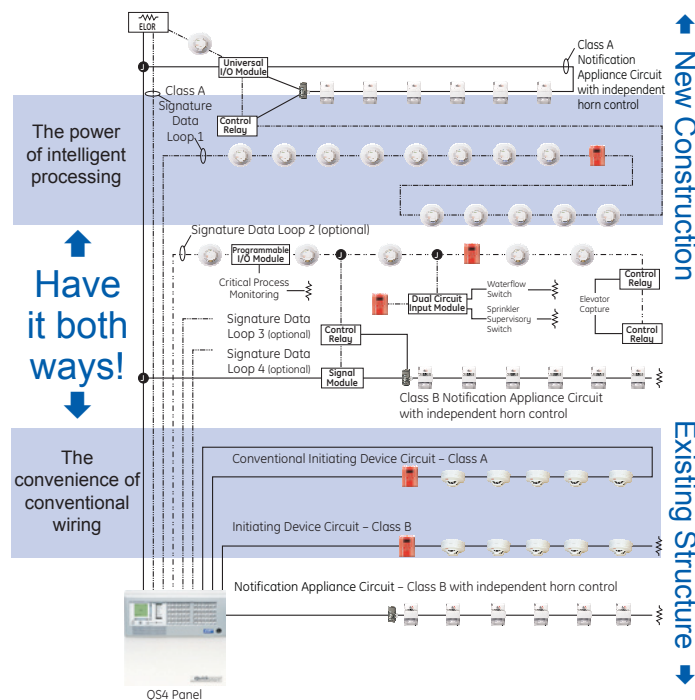 ELOR
Universal
I/O Module
Class A
Notification
Appliance Circuit
with independent
horn control
New Construction
Class A
Signature
Data
Loop 1
Control
Relay
The power
of intelligent
processing
Signature Data Loop 2 (optional)
Programmable
I/O Module
Critical Process
Monitoring
Have
it both
ways!
Dual Circuit
Input Module
Waterflow
Switch
Sprinkler
Supervisory
Switch
Control
Relay
Elevator
Capture
Control
Relay
Signature Data
Loop 3 (optional)
Control
Relay
Signature Data
Loop 4 (optional)
Signal
Module
Class B Notification Appliance Circuit
with independent horn control
Existing Structure
The
convenience of
conventional
wiring
Conventional Initiating Device Circuit – Class A
Initiating Device Circuit – Class B
Notification Appliance Circuit – Class B with independent horn control
QS4 Panel